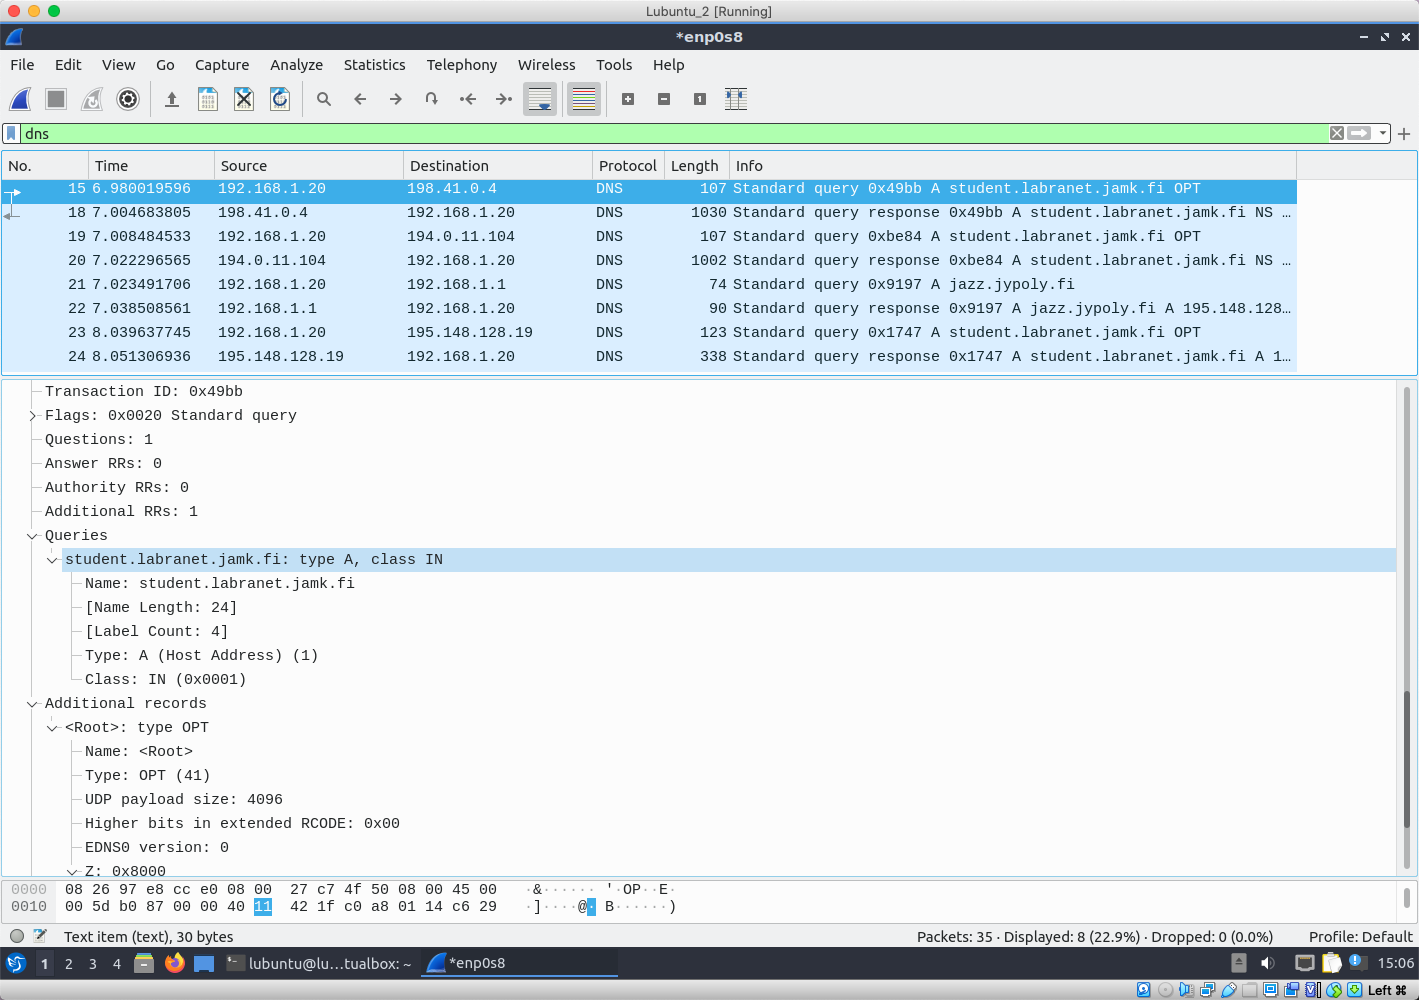 Lubuntu_2 [Running]
*enp0s8
File Edit View Go Capture Analyze Statistics Telephony Wireless Tools Help
dns
No. Time Source Destination Protocol Length Info
15 6.980019596 192.168.1.20 198.41.0.4 DNS 107 Standard query 0x49bb A student.labranet.jamk.fi OPT
18 7.004683805 198.41.0.4 192.168.1.20 DNS 1030 Standard query response 0x49bb A student.labranet.jamk.fi NS …
19 7.008484533 192.168.1.20 194.0.11.104 DNS 107 Standard query 0xbe84 A student.labranet.jamk.fi OPT
20 7.022296565 194.0.11.104 192.168.1.20 DNS 1002 Standard query response 0xbe84 A student.labranet.jamk.fi NS …
21 7.023491706 192.168.1.20 192.168.1.1 DNS 74 Standard query 0x9197 A jazz.jypoly.fi
22 7.038508561 192.168.1.1 192.168.1.20 DNS 90 Standard query response 0x9197 A jazz.jypoly.fi A 195.148.128…
23 8.039637745 192.168.1.20 195.148.128.19 DNS 123 Standard query 0x1747 A student.labranet.jamk.fi OPT
24 8.051306936 195.148.128.19 192.168.1.20 DNS 338 Standard query response 0x1747 A student.labranet.jamk.fi A 1…
Transaction ID: 0x49bb
Flags: 0x0020 Standard query
Questions: 1
Answer RRs: 0
Authority RRs: 0
Additional RRs: 1
Queries
student.labranet.jamk.fi: type A, class IN
Name: student.labranet.jamk.fi
[Name Length: 24]
[Label Count: 4]
Type: A (Host Address) (1)
Class: IN (0x0001)
Additional records
<Root>: type OPT
Name: <Root>
Type: OPT (41)
UDP payload size: 4096
Higher bits in extended RCODE: 0x00
EDNS0 version: 0
Z: 0x8000
0000 08 26 97 e8 cc e0 08 00 27 c7 4f 50 08 00 45 00 ·&······ '·OP··E·
0010 00 5d b0 87 00 00 40 11 42 1f c0 a8 01 14 c6 29 ·]····@· B······)
Text item (text), 30 bytes Packets: 35 · Displayed: 8 (22.9%) · Dropped: 0 (0.0%) Profile: Default
1 2 3 4 lubuntu@lu…tualbox: ~ *enp0s8 15:06
Left ⌘